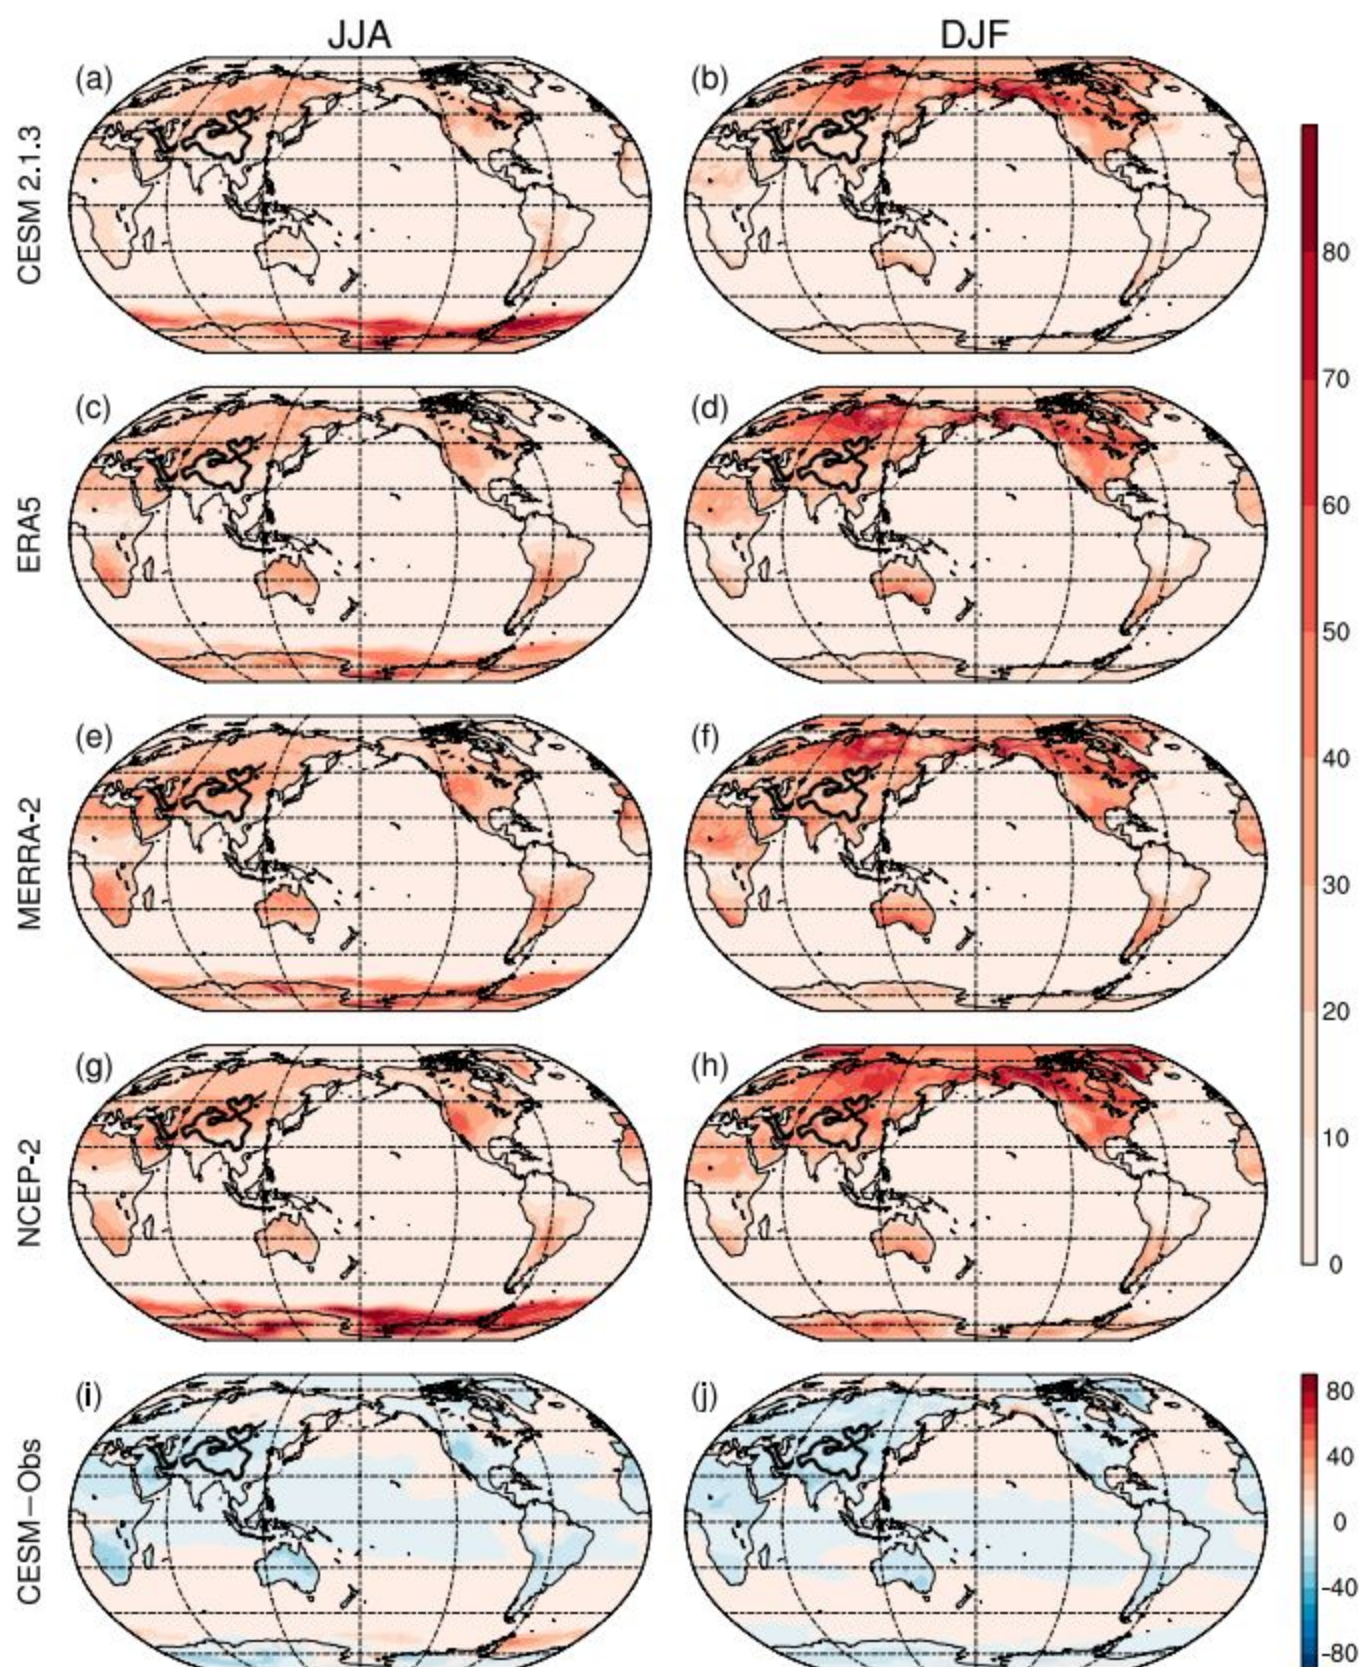 JJA DJF
(a) (b)
CESM 2.1.3
(c) (d)
ERA5
(e) (f)
MERRA-2
(g) (h)
NCEP-2
(i) (j)
CESM−Obs
80
70
60
50
40
30
20
10
0
80
40
0
-40
-80